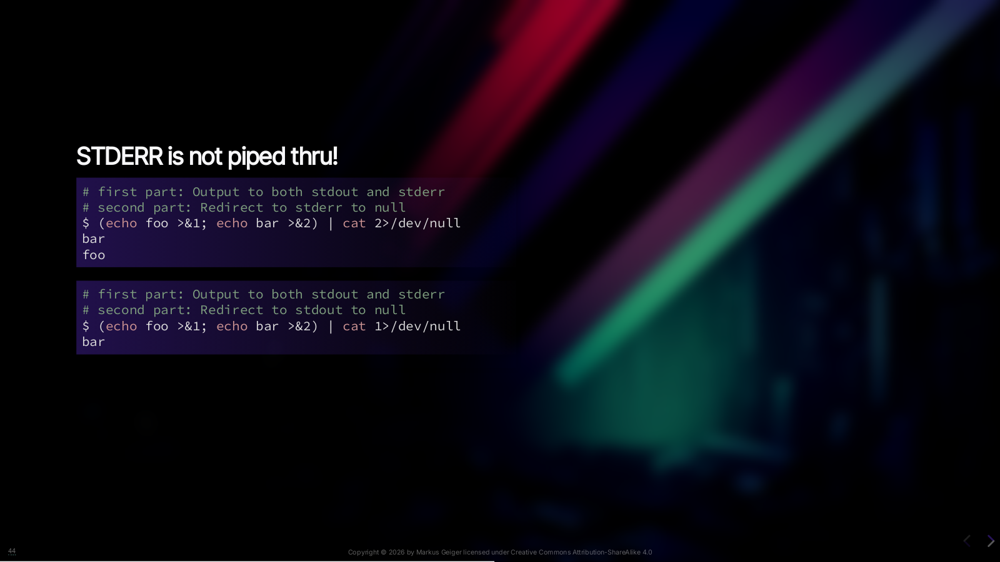 STDERR is not piped thru!
# first part: Output to both stdout and stderr
# second part: Redirect to stderr to null
$ (echo foo >&1; echo bar >&2) | cat 2>/dev/null
bar
foo
# first part: Output to both stdout and stderr
# second part: Redirect to stdout to null
$ (echo foo >&1; echo bar >&2) | cat 1>/dev/null
bar
44
Copyright © 2026 by Markus Geiger licensed under Creative Commons Attribution-ShareAlike 4.0